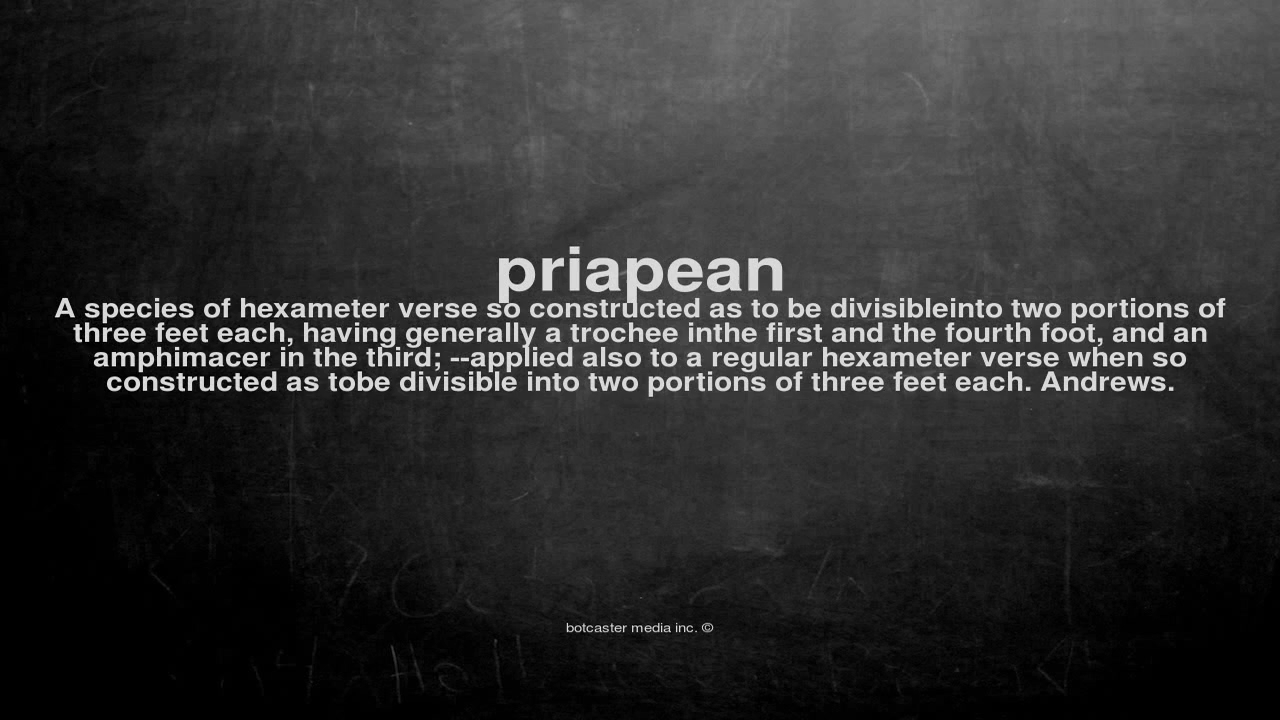 priapean
A species of hexameter verse so constructed as to be divisibleinto two portions of
three feet each, having generally a trochee inthe first and the fourth foot, and an
amphimacer in the third; --applied also to a regular hexameter verse when so
constructed as tobe divisible into two portions of three feet each. Andrews.
botcaster media inc. ©